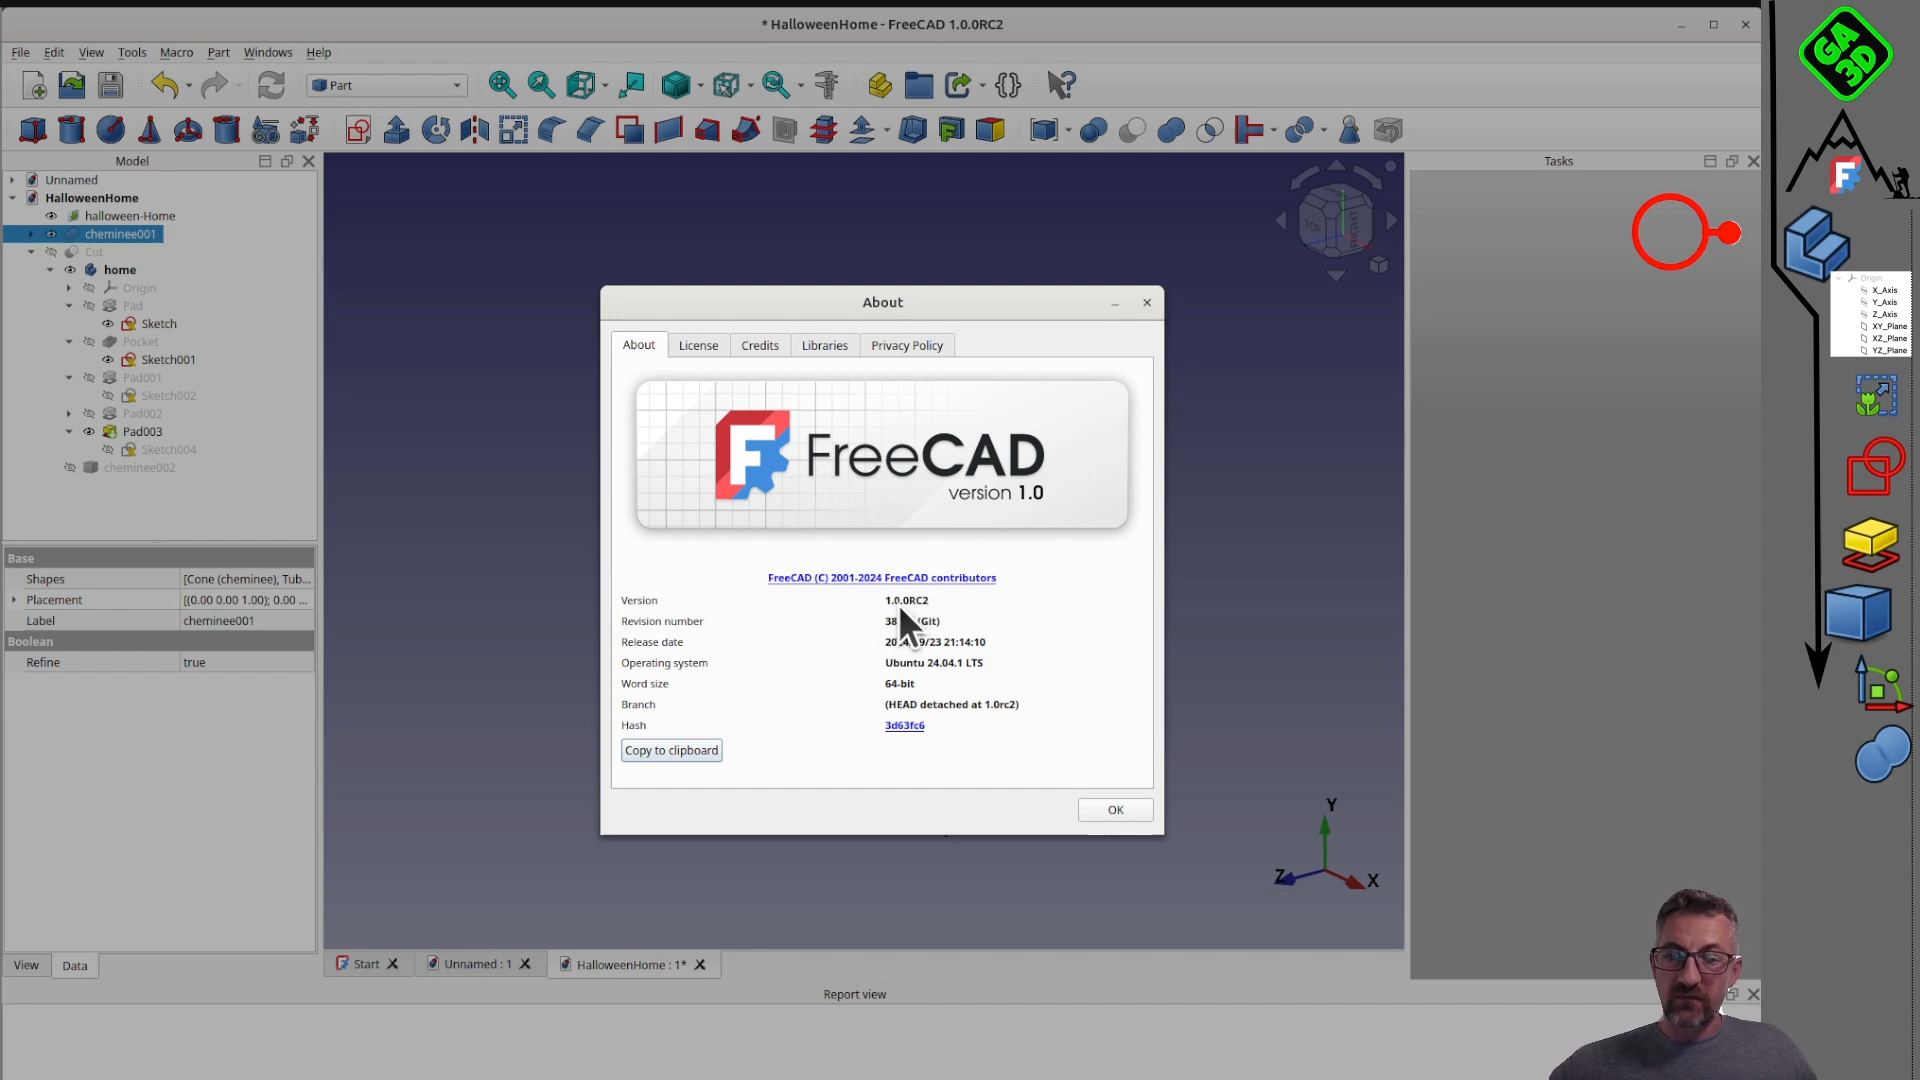 * HalloweenHome - FreeCAD 1.0.0RC2
File Edit View Tools Macro Part Windows Help
Part
Model
Tasks
Unnamed
HalloweenHome
halloween-Home
cheminee001
Cut
home
Origin
Pad
Sketch
Pocket
Sketch001
Pad001
Sketch002
Pad002
Pad003
Sketch004
cheminee002
Base
Shapes [Cone (cheminee), Tub...
Placement [(0.00 0.00 1.00); 0.00 ...
Label cheminee001
Boolean
Refine true
View Data
TOP
RIGHT
About
About License Credits Libraries Privacy Policy
FreeCAD
version 1.0
FreeCAD (C) 2001-2024 FreeCAD contributors
Version 1.0.0RC2
Revision number
Release date
Operating system Ubuntu 24.04.1 LTS
Word size 64-bit
Branch (HEAD detached at 1.0rc2)
Hash 3d63fc6
Copy to clipboard
OK
Y
Z
X
Start Unnamed : 1 HalloweenHome : 1*
Report view
GA
3D
F
Origin
X_Axis
Y_Axis
Z_Axis
XY_Plane
XZ_Plane
YZ_Plane